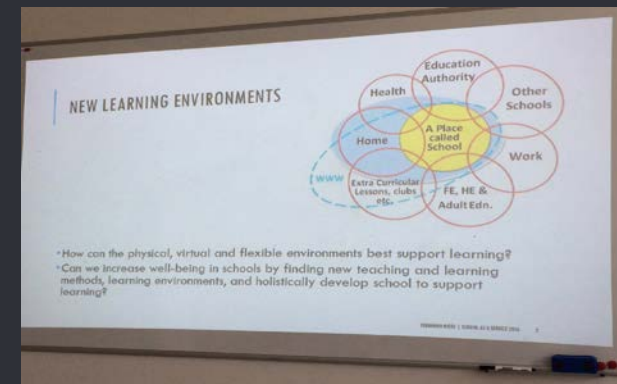 NEW LEARNING ENVIRONMENTS
Education
Authority
Health
Other
Schools
Home
A Place
called
School
Work
www
Extra Curricular
Lessons, clubs
etc.
FE, HE &
Adult Edn.
How can the physical, virtual and flexible environments best support learning?
Can we increase well-being in schools by finding new teaching and learning
methods, learning environments, and holistically develop school to support
learning?